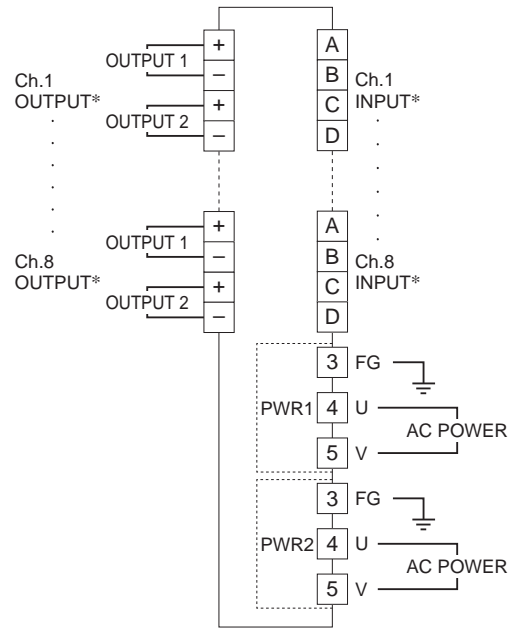 + A
OUTPUT 1
– B
Ch.1 Ch.1
OUTPUT* INPUT*
+ C
OUTPUT 2
– D
+ A
OUTPUT 1
– B
Ch.8 Ch.8
OUTPUT* INPUT*
+ C
OUTPUT 2
– D
3 FG
PWR1 4 U
AC POWER
5 V
3 FG
PWR2 4 U
AC POWER
5 V